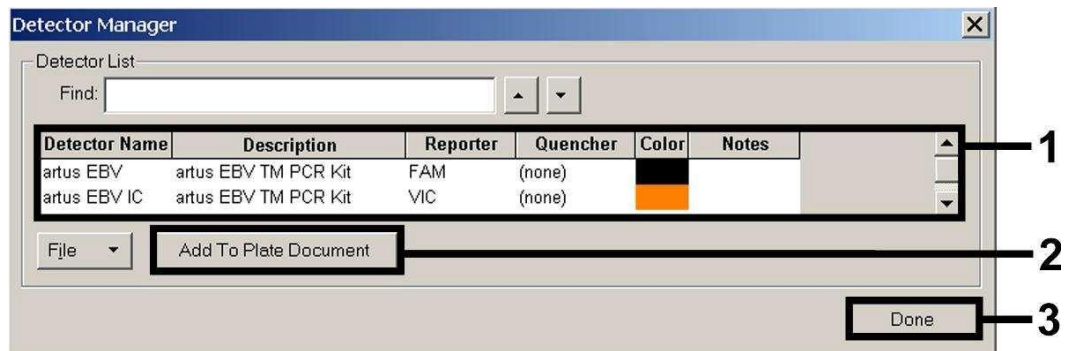 Detector Manager
Detector List
Find:
Detector Name Description Reporter Quencher Color Notes
artus EBV artus EBV TM PCR Kit FAM (none)
artus EBV IC artus EBV TM PCR Kit VIC (none)
1
File Add To Plate Document
2
Done
3